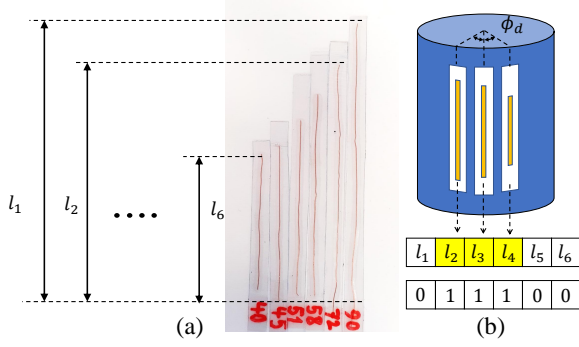 l₁
l₂
....
l₆
40 45 51 58 72 90
(a)
ϕ_d
l₁ l₂ l₃ l₄ l₅ l₆
0 1 1 1 0 0
(b)